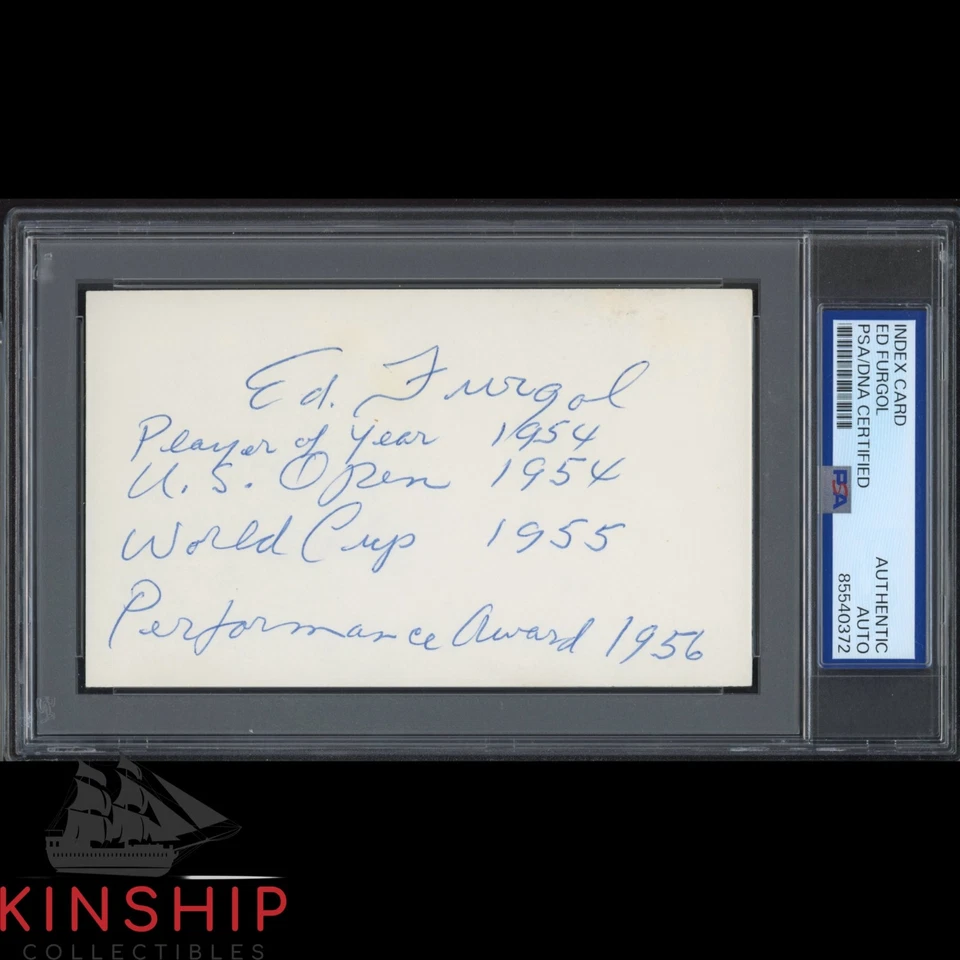 Ed. Furgol
Player of Year 1954
U.S. Open 1954
World Cup 1955
Performance Award 1956
INDEX CARD
ED FURGOL
PSA/DNA CERTIFIED
PSA
AUTHENTIC
AUTO
85540372
KINSHIP
COLLECTIBLES